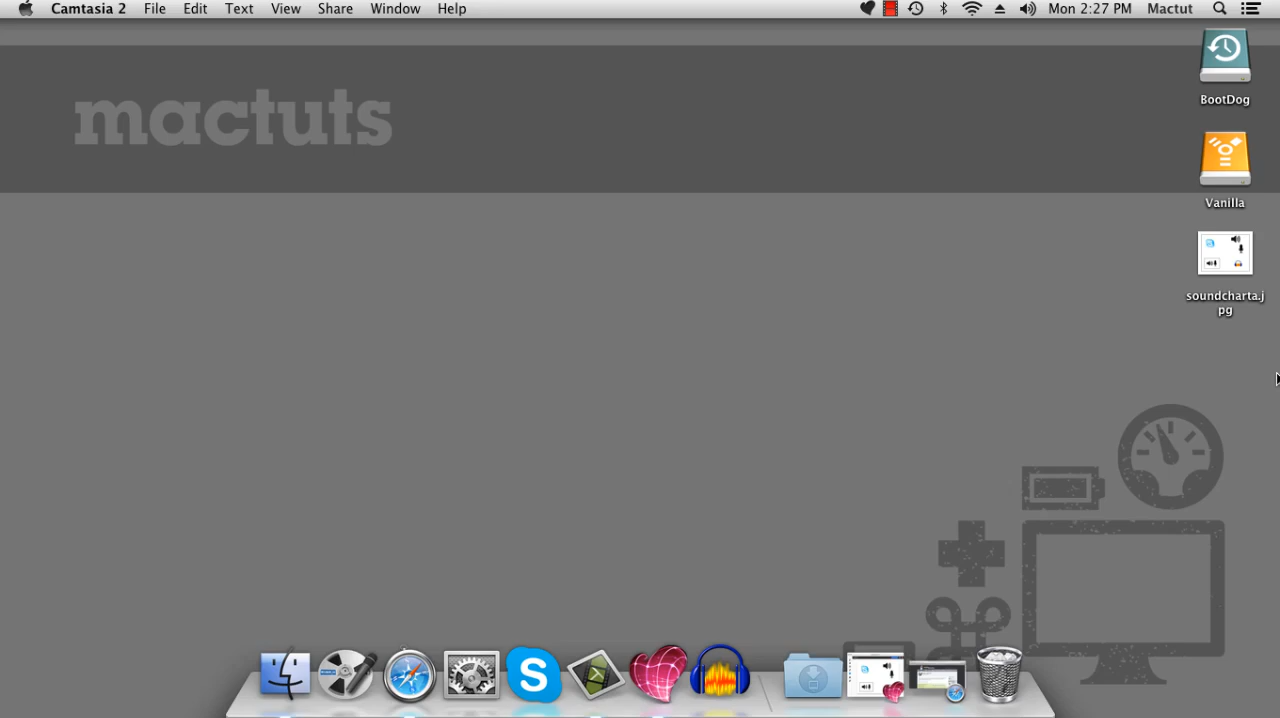 Camtasia 2 File Edit Text View Share Window Help Mon 2:27 PM Mactut
mactuts
BootDog
Vanilla
soundcharta.j
pg
S